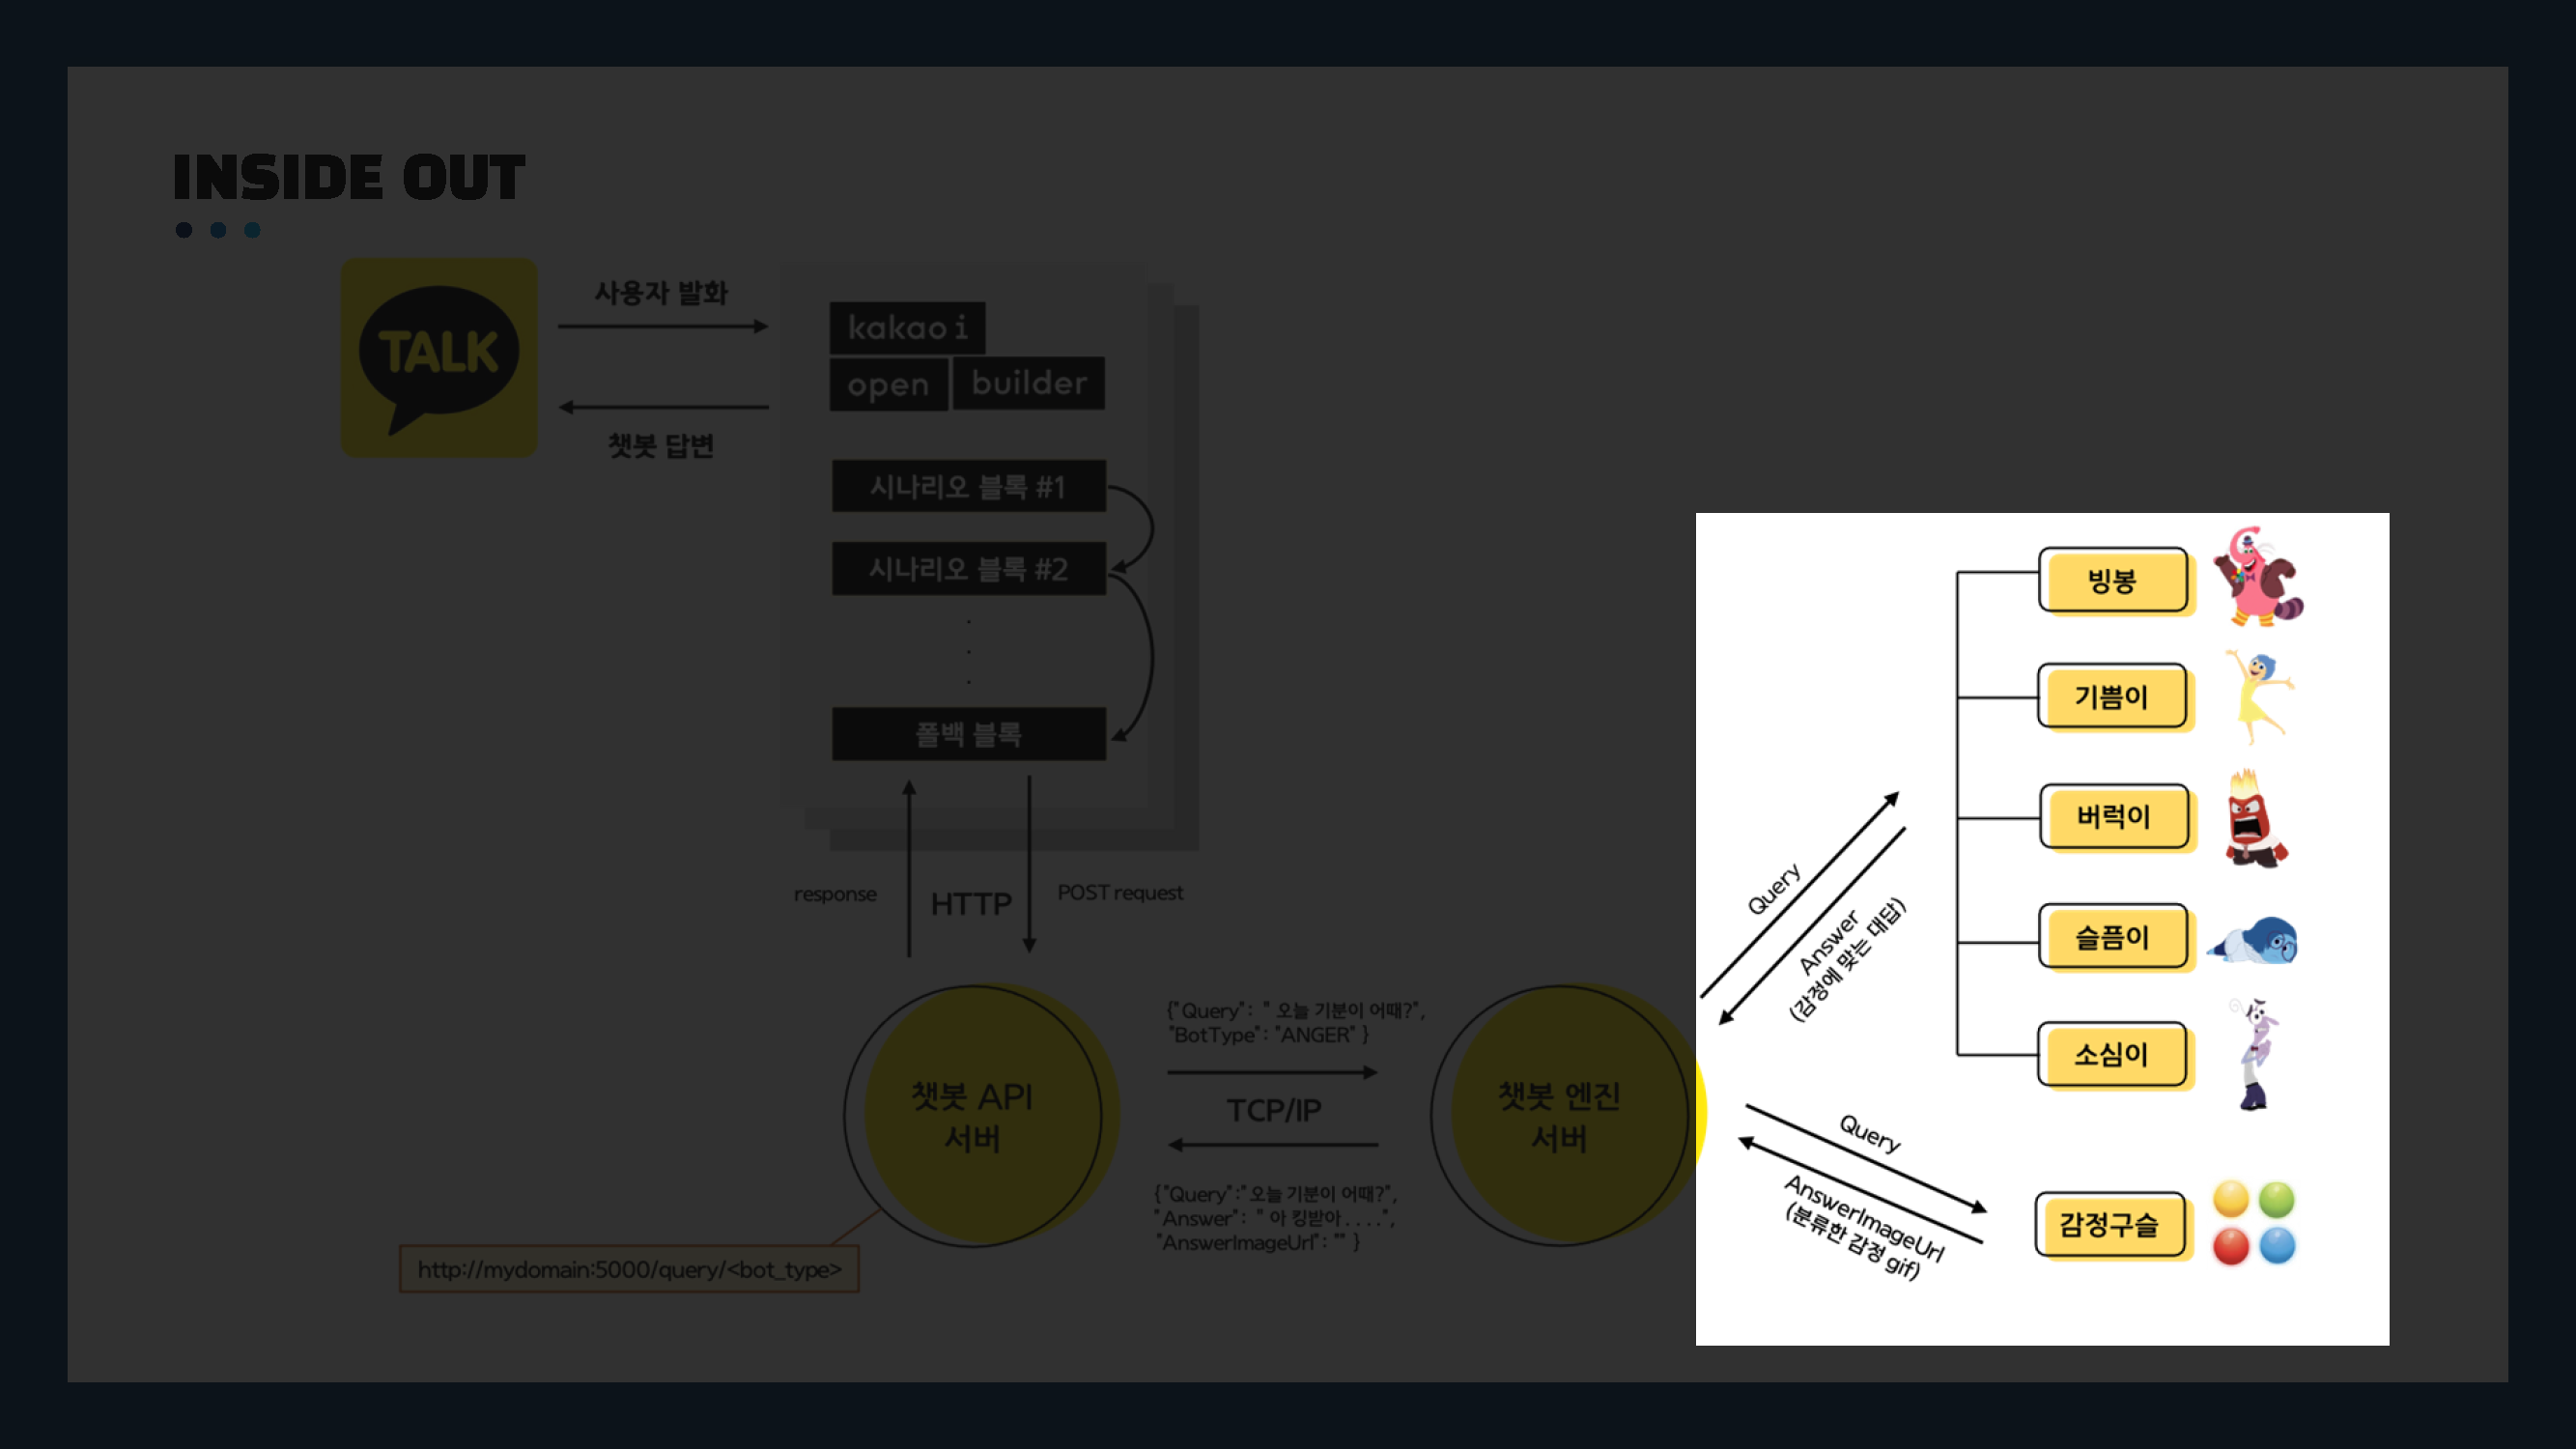 INSIDE OUT
TALK
사용자 발화
챗봇 답변
kakao i
open builder
시나리오 블록 #1
시나리오 블록 #2
.
.
.
폴백 블록
response
HTTP
POST request
챗봇 API
서버
http://mydomain:5000/query/<bot_type>
{"Query": " 오늘 기분이 어때?",
"BotType": "ANGER" }
TCP/IP
{"Query":"오늘 기분이 어때?",
"Answer": " 아 킹받아 . . . .",
"AnswerImageUrl": "" }
챗봇 엔진
서버
Query
Answer
(감정에 맞는 대답)
빙봉
기쁨이
버럭이
슬픔이
소심이
Query
AnswerImageUrl
(분류한 감정 gif)
감정구슬